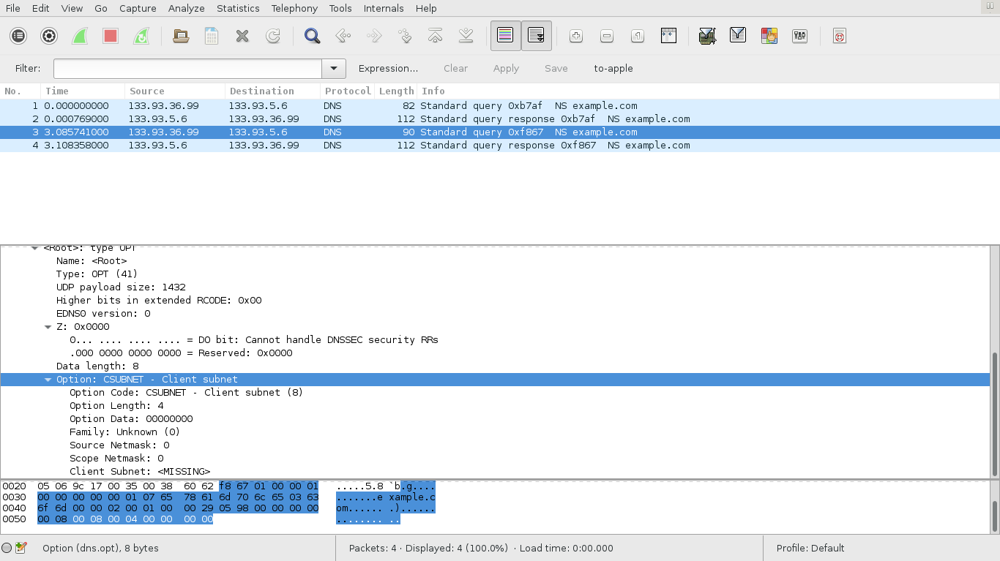 File Edit View Go Capture Analyze Statistics Telephony Tools Internals Help
Filter: Expression... Clear Apply Save to-apple
No. Time Source Destination Protocol Length Info
1 0.000000000 133.93.36.99 133.93.5.6 DNS 82 Standard query 0xb7af NS example.com
2 0.000769000 133.93.5.6 133.93.36.99 DNS 112 Standard query response 0xb7af NS example.com
3 3.085741000 133.93.36.99 133.93.5.6 DNS 90 Standard query 0xf867 NS example.com
4 3.108358000 133.93.5.6 133.93.36.99 DNS 112 Standard query response 0xf867 NS example.com
<Root>: type OPT
Name: <Root>
Type: OPT (41)
UDP payload size: 1432
Higher bits in extended RCODE: 0x00
EDNS0 version: 0
Z: 0x0000
0... .... .... .... = DO bit: Cannot handle DNSSEC security RRs
.000 0000 0000 0000 = Reserved: 0x0000
Data length: 8
Option: CSUBNET - Client subnet
Option Code: CSUBNET - Client subnet (8)
Option Length: 4
Option Data: 00000000
Family: Unknown (0)
Source Netmask: 0
Scope Netmask: 0
Client Subnet: <MISSING>
0020 05 06 9c 17 00 35 00 38 60 62 f8 67 01 00 00 01 .....5.8 `b.g....
0030 00 00 00 00 00 01 07 65 78 61 6d 70 6c 65 03 63 .......e xample.c
0040 6f 6d 00 00 02 00 01 00 00 29 05 98 00 00 00 00 om...... .)......
0050 00 08 00 08 00 04 00 00 00 00 ........ ..
Option (dns.opt), 8 bytes Packets: 4 · Displayed: 4 (100.0%) · Load time: 0:00.000 Profile: Default